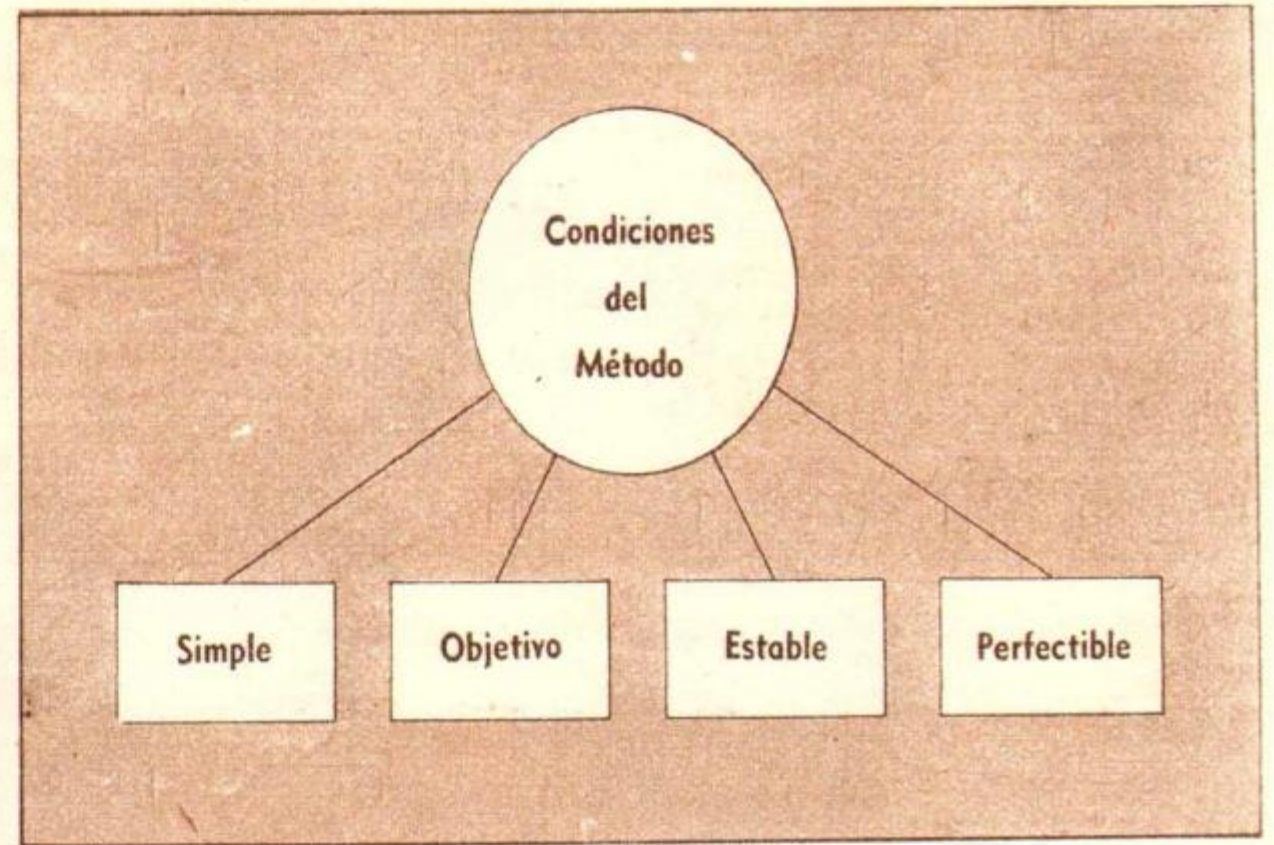 Condiciones
del
Método
Simple
Objetivo
Estable
Perfectible